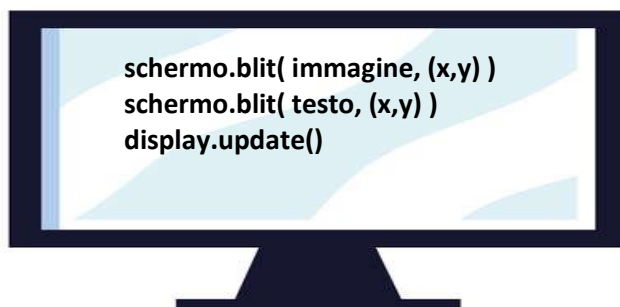 schermo.blit( immagine, (x,y) )
schermo.blit( testo, (x,y) )
display.update()